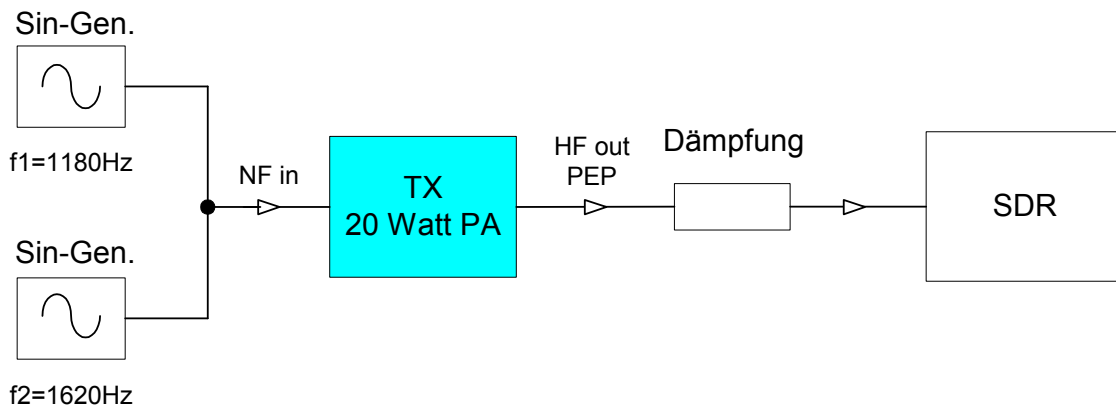 Sin-Gen.
f1=1180Hz
NF in
TX
20 Watt PA
HF out
PEP
Dämpfung
SDR
Sin-Gen.
f2=1620Hz